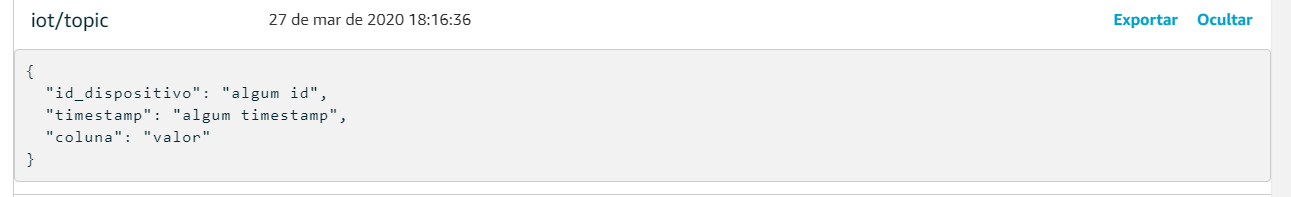 iot/topic 27 de mar de 2020 18:16:36 Exportar Ocultar
{
"id_dispositivo": "algum id",
"timestamp": "algum timestamp",
"coluna": "valor"
}